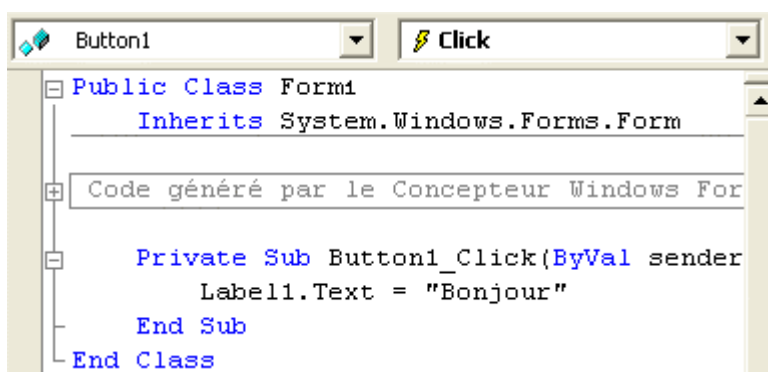 Button1 Click
Public Class Form1
Inherits System.Windows.Forms.Form
Code généré par le Concepteur Windows For
Private Sub Button1_Click(ByVal sender
Label1.Text = "Bonjour"
End Sub
End Class